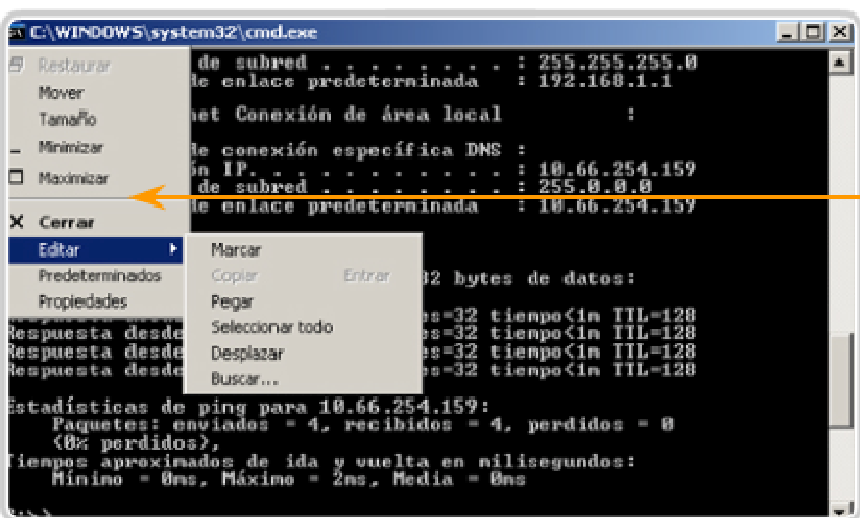 C:\WINDOWS\system32\cmd.exe
Restaurar
Mover
Tamaño
Minimizar
Maximizar
Cerrar
Editar
Predeterminados
Propiedades
Marcar
Copiar Entrar
Pegar
Seleccionar todo
Desplazar
Buscar...
de subred . . . . . . . . : 255.255.255.0
de enlace predeterminada : 192.168.1.1
net Conexión de área local :
de conexión específica DNS :
ón IP. . . . . . . . . . : 10.66.254.159
de subred . . . . . . . . : 255.0.0.0
de enlace predeterminada : 10.66.254.159
32 bytes de datos:
es=32 tiempo<1m TTL=128
Respuesta desde es=32 tiempo<1m TTL=128
Respuesta desde es=32 tiempo<1m TTL=128
Respuesta desde es=32 tiempo<1m TTL=128
Estadísticas de ping para 10.66.254.159:
Paquetes: enviados = 4, recibidos = 4, perdidos = 0
(0% perdidos),
Tiempos aproximados de ida y vuelta en milisegundos:
Mínimo = 0ms, Máximo = 2ms, Media = 0ms